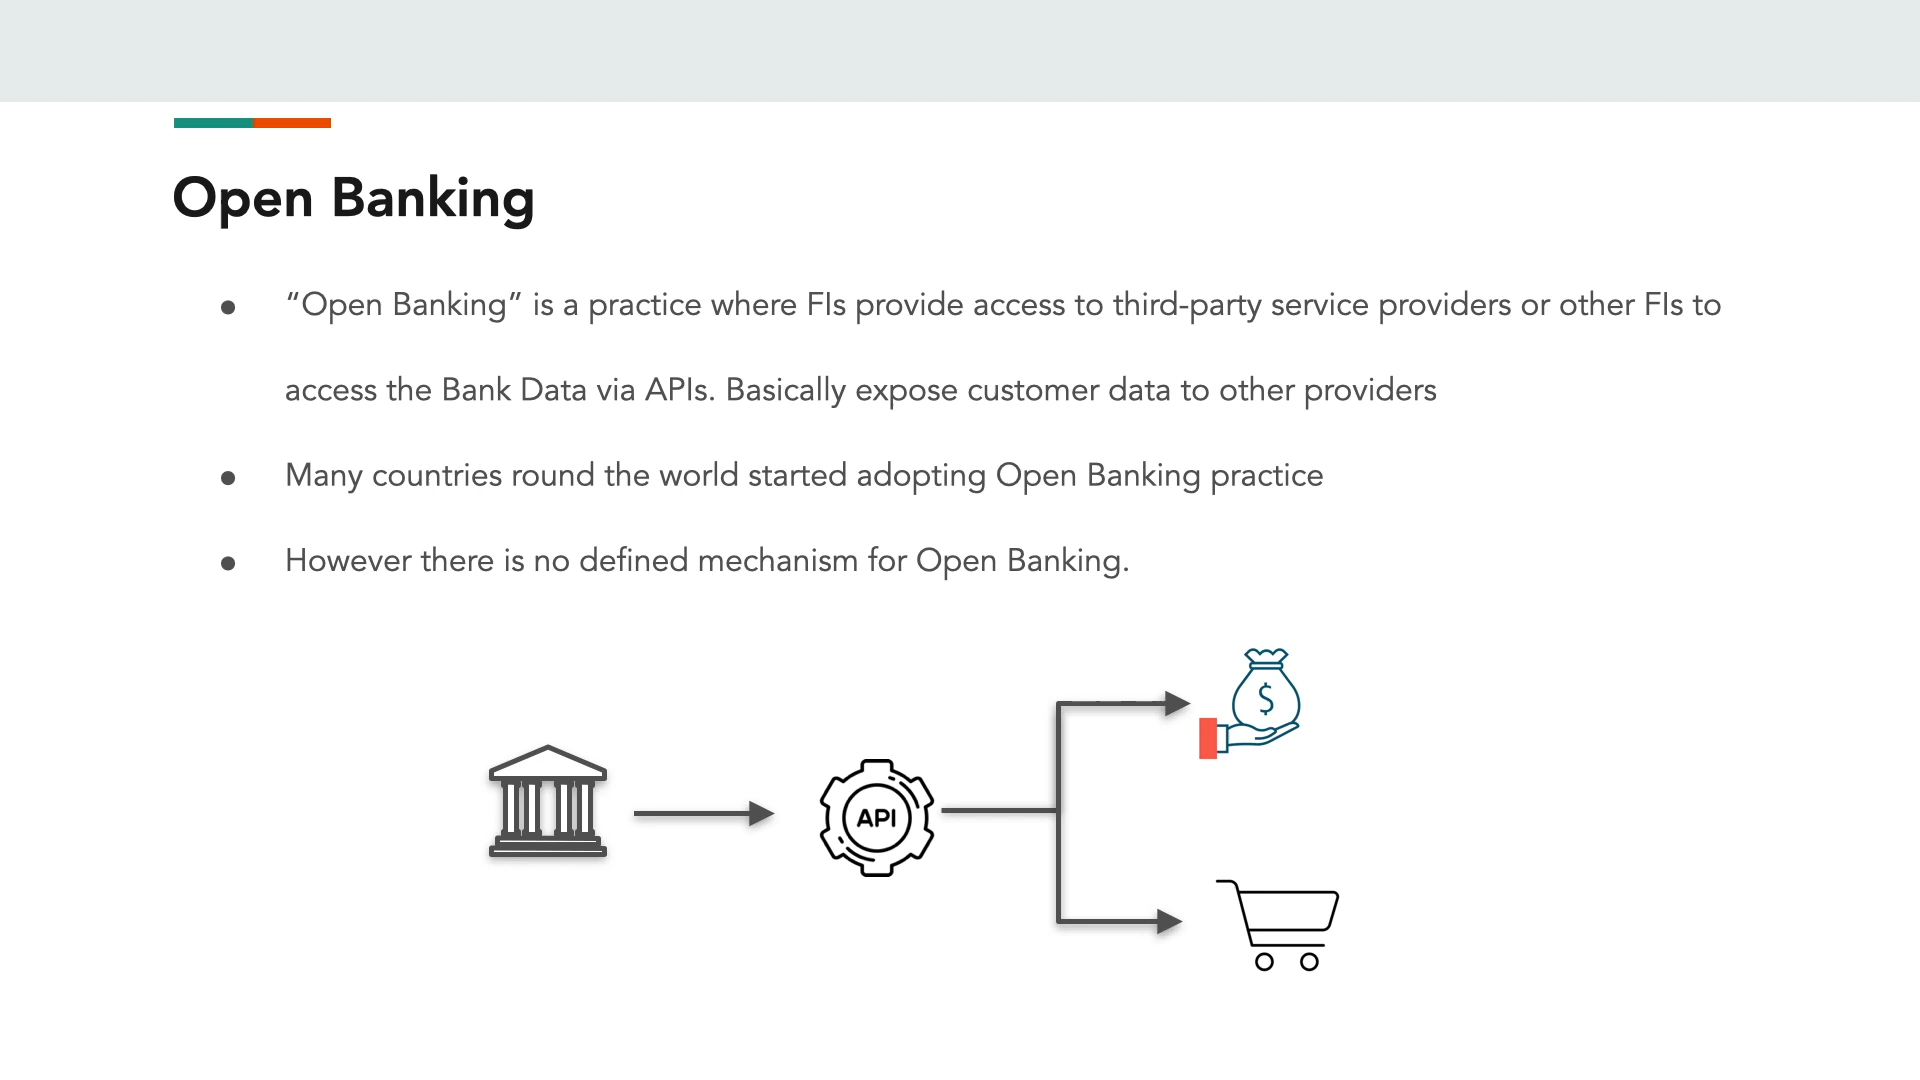 Open Banking
● “Open Banking” is a practice where FIs provide access to third-party service providers or other FIs to
access the Bank Data via APIs. Basically expose customer data to other providers
● Many countries round the world started adopting Open Banking practice
● However there is no defined mechanism for Open Banking.
$
API